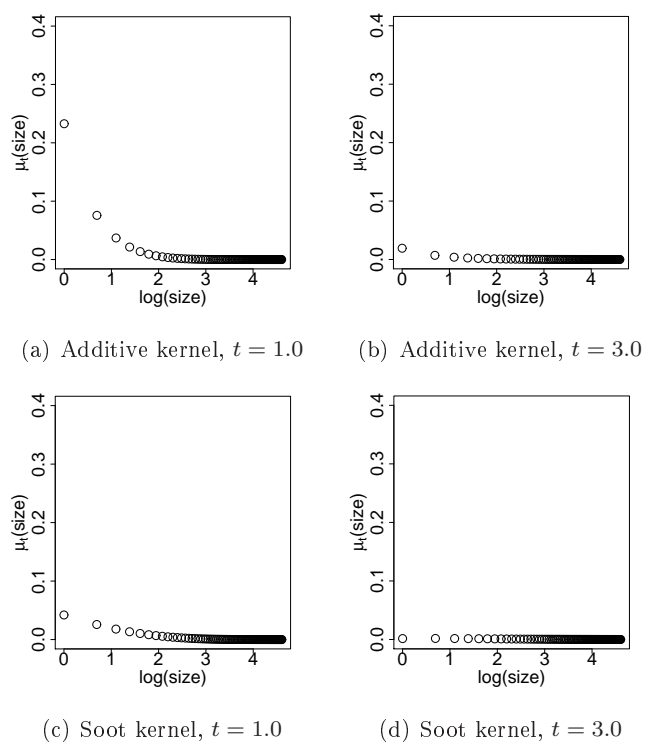 0.0 0.1 0.2 0.3 0.4
μt(size)
0 1 2 3 4
log(size)
0.0 0.1 0.2 0.3 0.4
μt(size)
0 1 2 3 4
log(size)
(a) Additive kernel, t = 1.0
(b) Additive kernel, t = 3.0
0.0 0.1 0.2 0.3 0.4
μt(size)
0 1 2 3 4
log(size)
0.0 0.1 0.2 0.3 0.4
μt(size)
0 1 2 3 4
log(size)
(c) Soot kernel, t = 1.0
(d) Soot kernel, t = 3.0